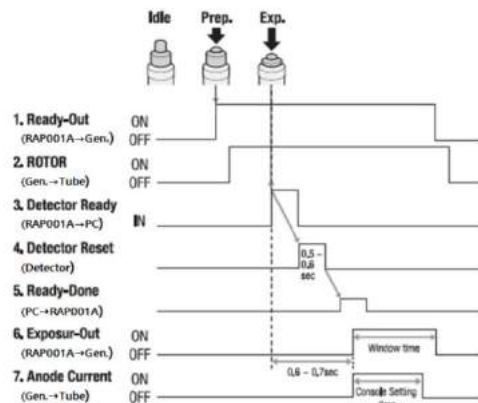 Idle Prep. Exp.
1. Ready-Out ON
(RAP001A→Gen.) OFF
2. ROTOR ON
(Gen.→Tube) OFF
3. Detector Ready
(RAP001A→PC) IN
4. Detector Reset
(Detector)
0,5 –
0,6
sec
5. Ready-Done
(PC→RAP001A)
6. Exposur-Out ON
(RAP001A→Gen.) OFF
Window time
0,6 – 0,7sec
7. Anode Current ON
(Gen.→Tube) OFF
Console Setting